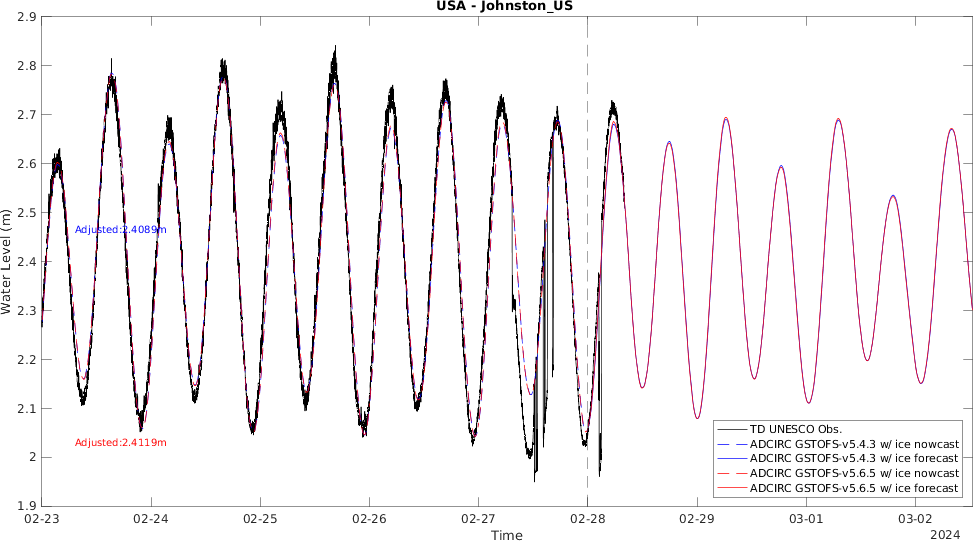 USA - Johnston_US
2.9
2.8
2.7
2.6
2.5
2.4
2.3
2.2
2.1
2
1.9
Water Level (m)
Adjusted:2.4089m
Adjusted:2.4119m
TD UNESCO Obs.
ADCIRC GSTOFS-v5.4.3 w/ ice nowcast
ADCIRC GSTOFS-v5.4.3 w/ ice forecast
ADCIRC GSTOFS-v5.6.5 w/ ice nowcast
ADCIRC GSTOFS-v5.6.5 w/ ice forecast
02-23 02-24 02-25 02-26 02-27 02-28 02-29 03-01 03-02
Time
2024